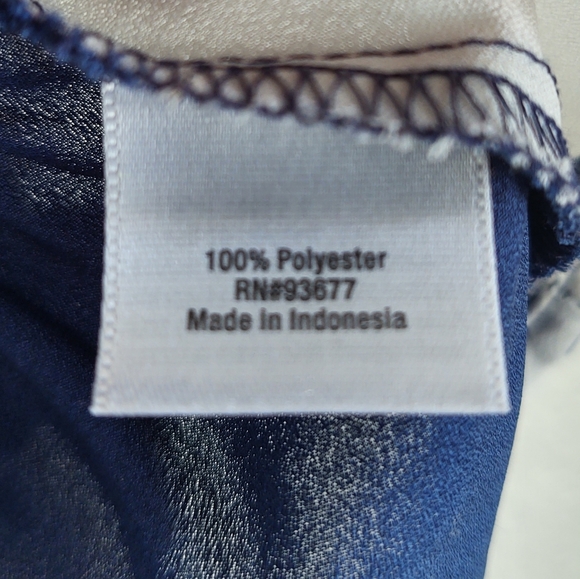 100% Polyester
RN#93677
Made in Indonesia